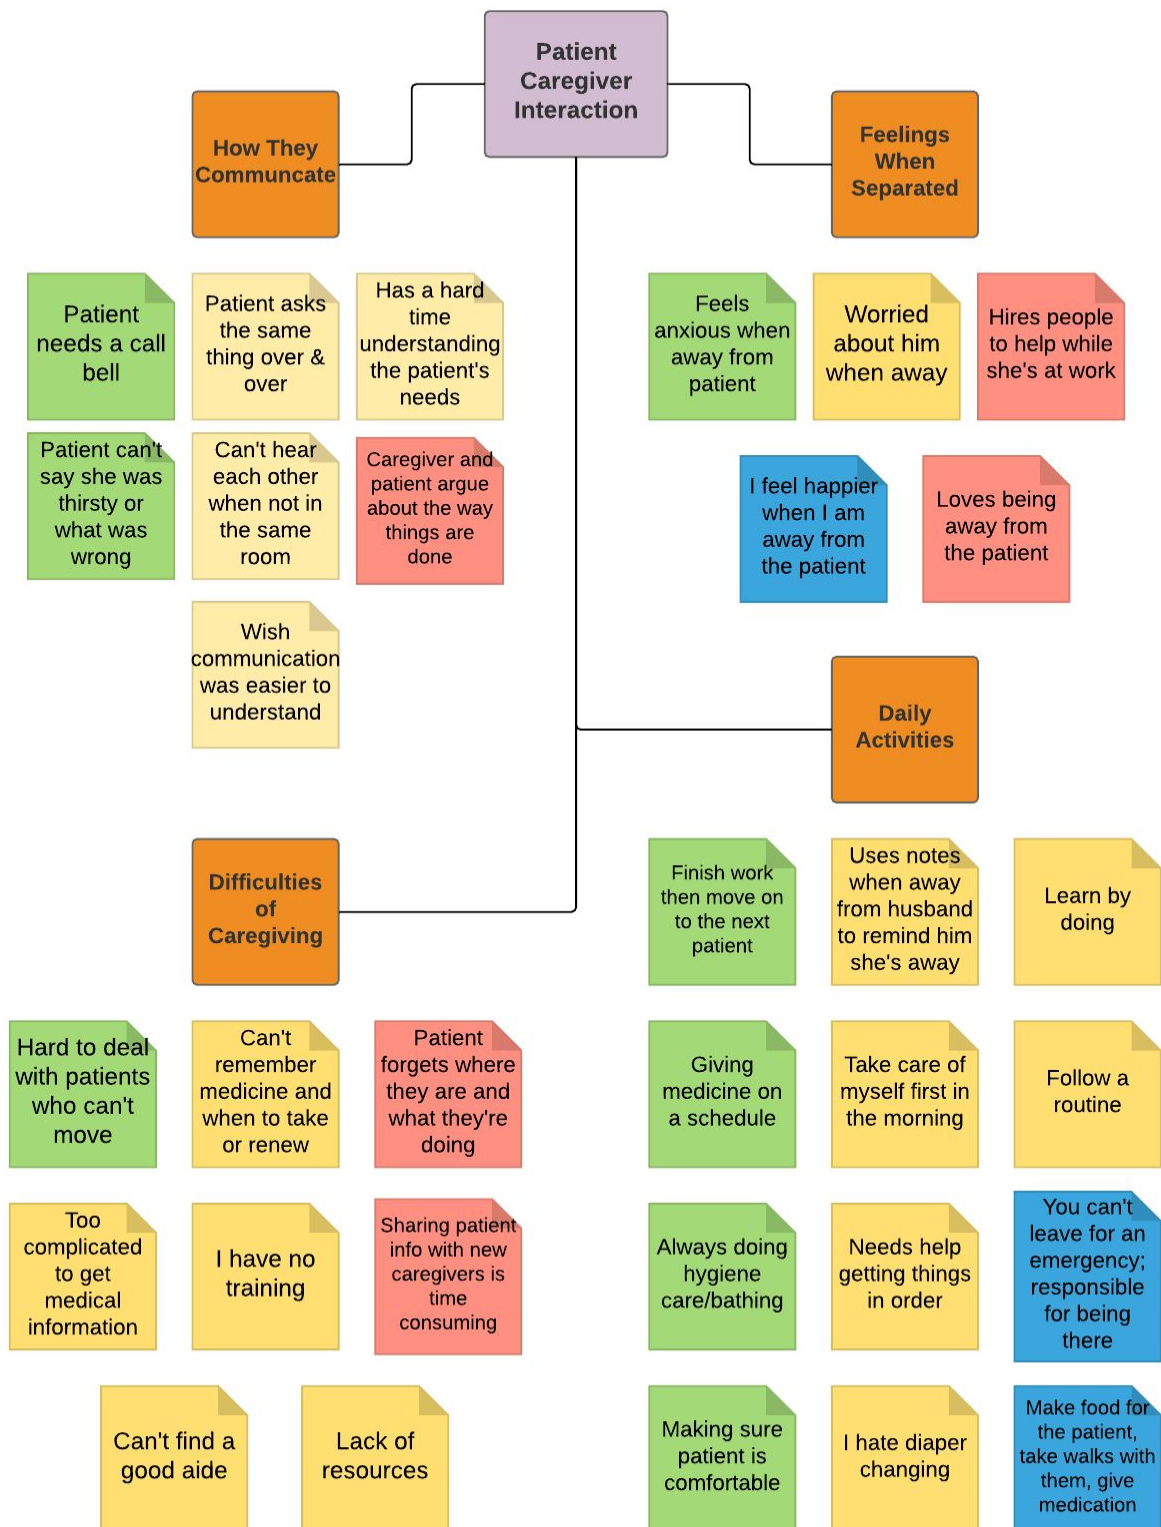 Patient
Caregiver
Interaction
How They
Communcate
Feelings
When
Separated
Patient
needs a call
bell
Patient asks
the same
thing over &
over
Has a hard
time
understanding
the patient's
needs
Patient can't
say she was
thirsty or
what was
wrong
Can't hear
each other
when not in
the same
room
Caregiver and
patient argue
about the way
things are
done
Wish
communication
was easier to
understand
Feels
anxious when
away from
patient
Worried
about him
when away
Hires people
to help while
she's at work
I feel happier
when I am
away from
the patient
Loves being
away from
the patient
Daily
Activities
Difficulties
of
Caregiving
Finish work
then move on
to the next
patient
Uses notes
when away
from husband
to remind him
she's away
Learn by
doing
Giving
medicine on
a schedule
Take care of
myself first in
the morning
Follow a
routine
Always doing
hygiene
care/bathing
Needs help
getting things
in order
You can't
leave for an
emergency;
responsible
for being
there
Making sure
patient is
comfortable
I hate diaper
changing
Make food for
the patient,
take walks with
them, give
medication
Hard to deal
with patients
who can't
move
Can't
remember
medicine and
when to take
or renew
Patient
forgets where
they are and
what they're
doing
Too
complicated
to get
medical
information
I have no
training
Sharing patient
info with new
caregivers is
time
consuming
Can't find a
good aide
Lack of
resources